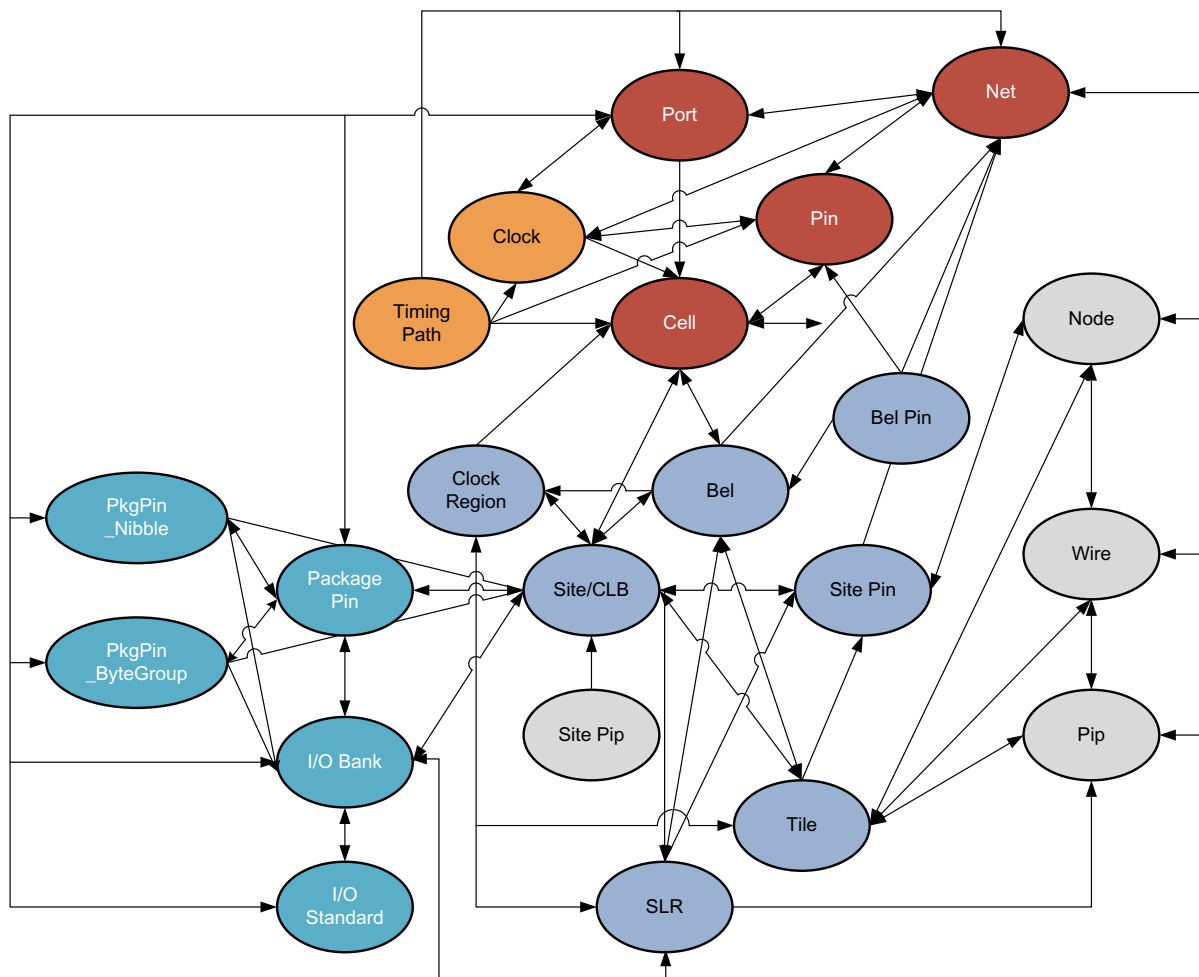 Net
Port
Pin
Clock
Timing
Path
Cell
Node
Bel Pin
Clock
Region
Bel
PkgPin
_Nibble
Wire
Package
Pin
Site/CLB
Site Pin
PkgPin
_ByteGroup
Site Pip
Pip
I/O Bank
Tile
I/O
Standard
SLR